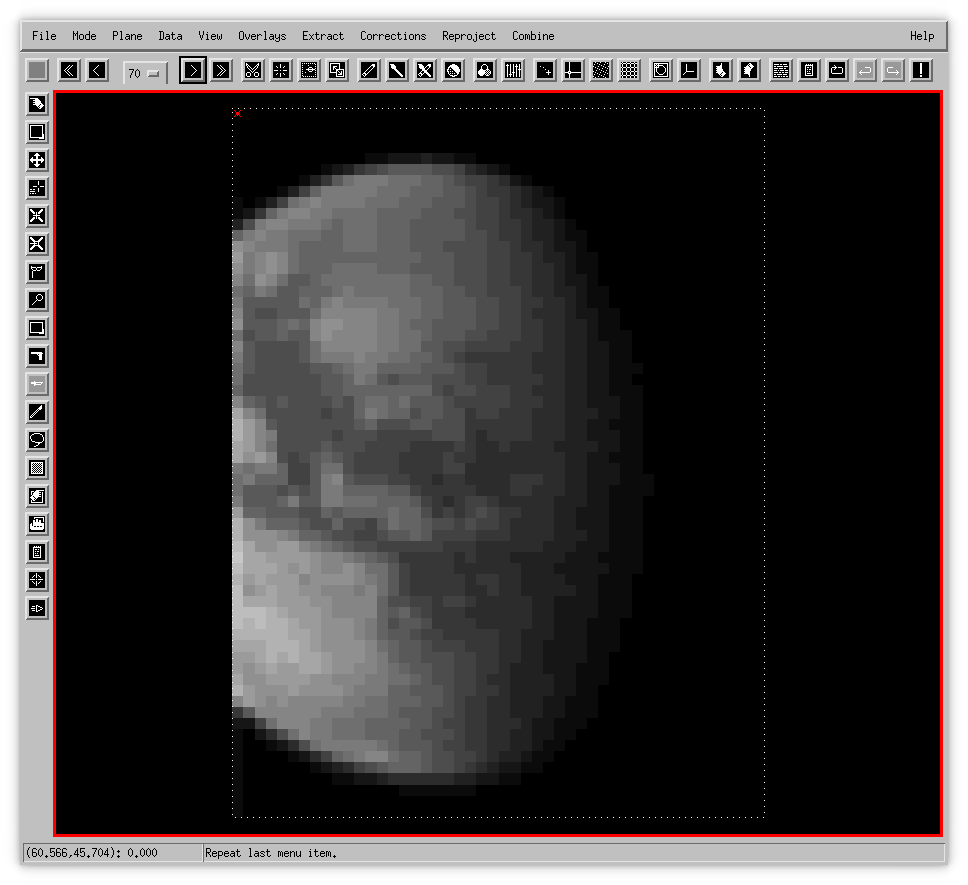 File Mode Plane Data View Overlays Extract Corrections Reproject Combine Help
70
(60.566,45.704): 0.000 Repeat last menu item.